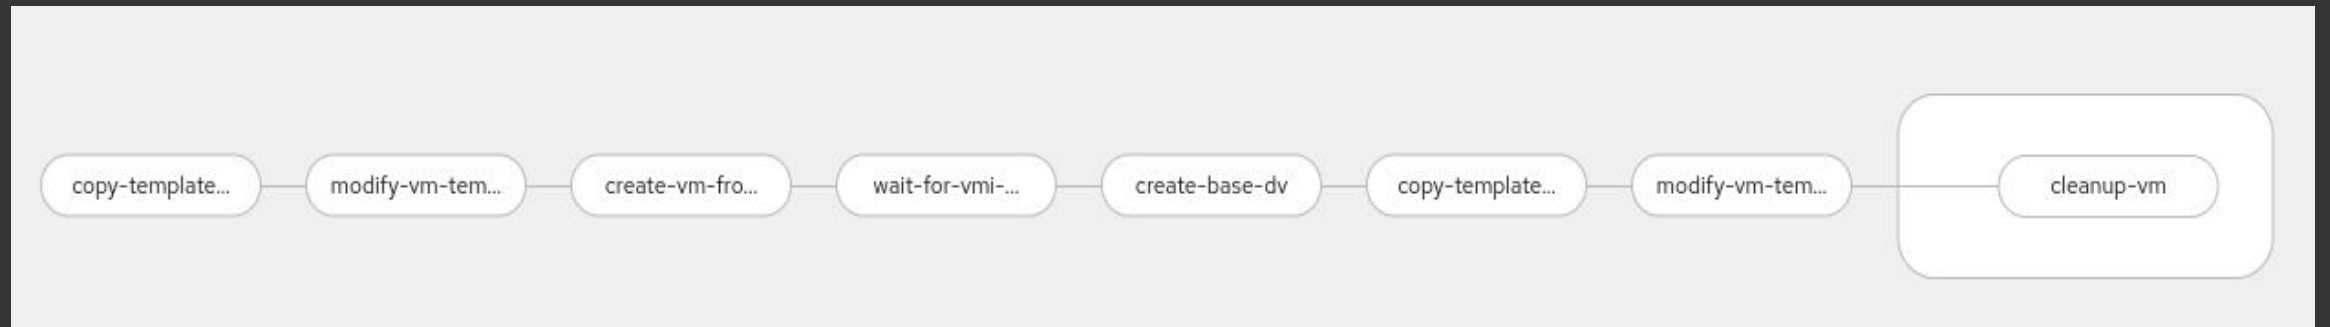 copy-template...
modify-vm-tem...
create-vm-fro...
wait-for-vmi-...
create-base-dv
copy-template...
modify-vm-tem...
cleanup-vm